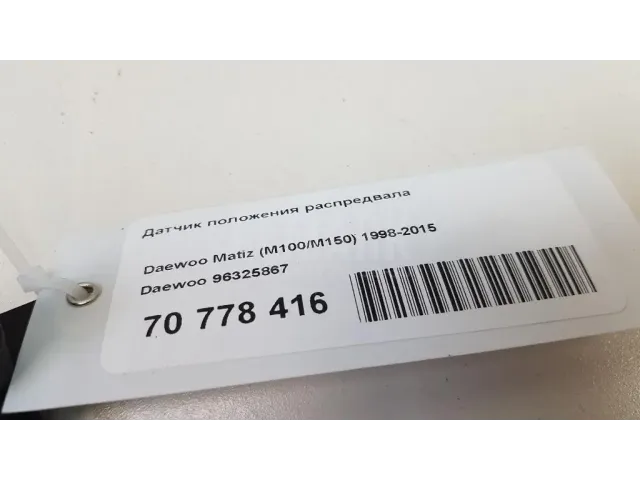 Датчик положения распредвала
Daewoo Matiz (M100/M150) 1998-2015
Daewoo 96325867
70 778 416